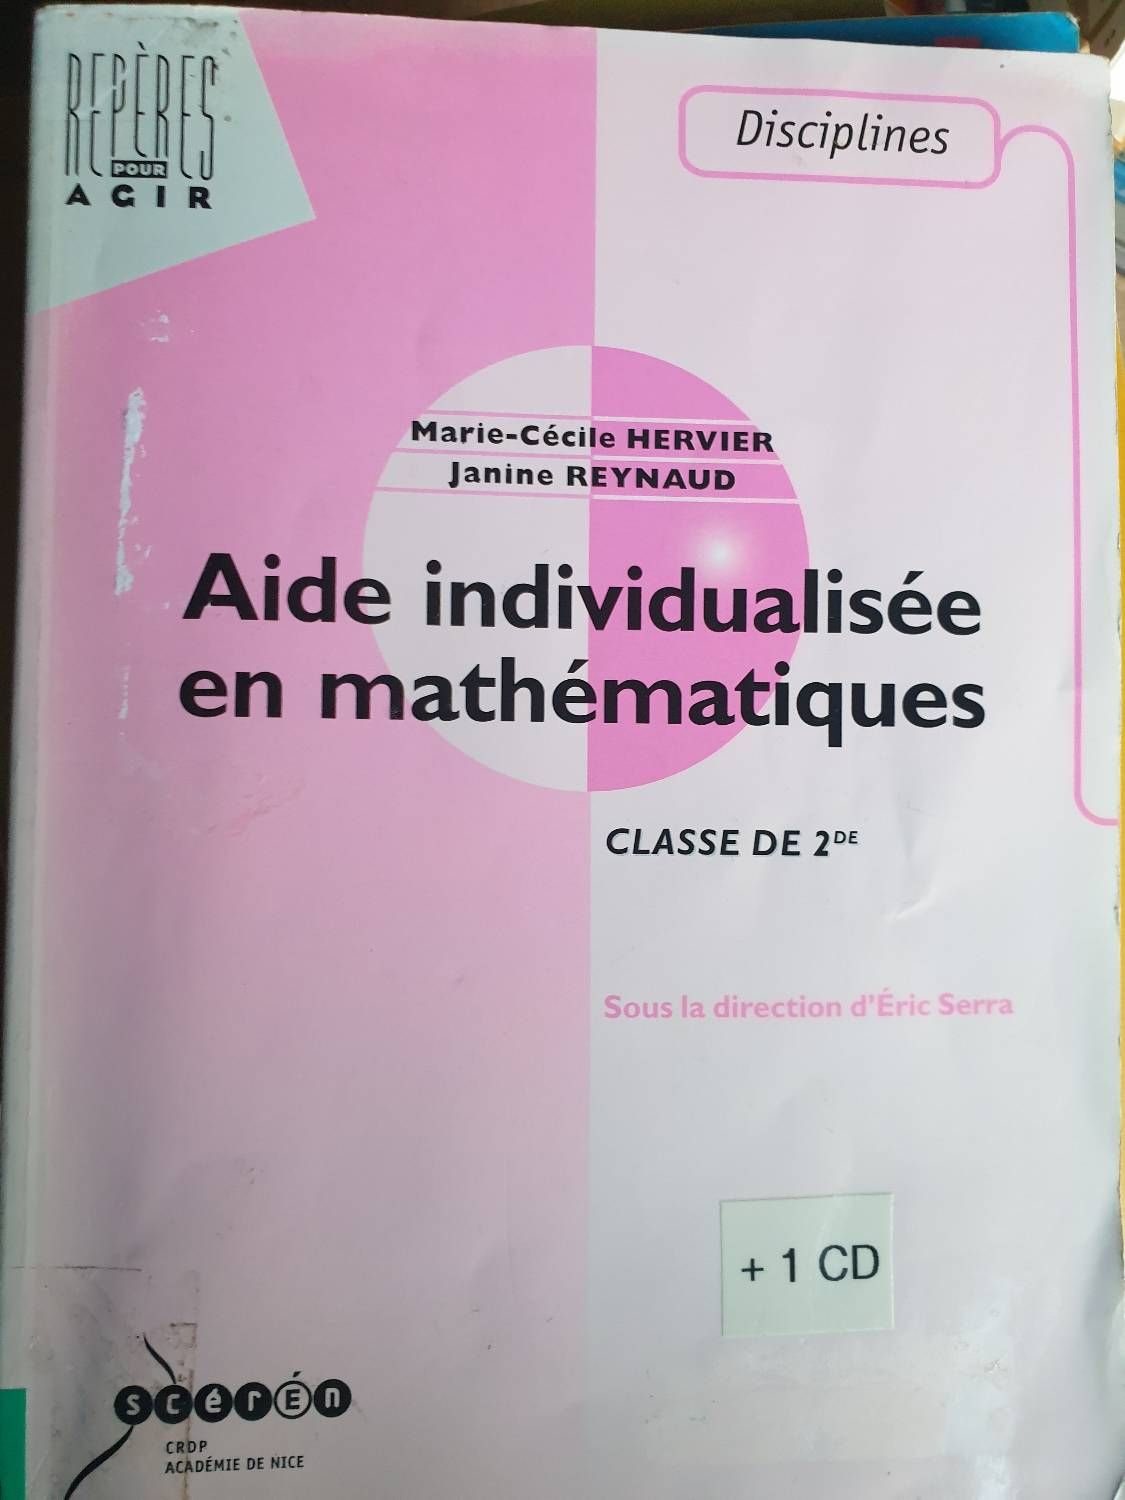 REPÈRES
POUR
AGIR
Disciplines
Marie-Cécile HERVIER
Janine REYNAUD
Aide individualisée
en mathématiques
CLASSE DE 2DE
Sous la direction d'Éric Serra
+ 1 CD
scérÉn
CRDP
ACADÉMIE DE NICE